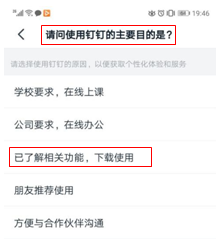 19:46
请问使用钉钉的主要目的是？
请选择使用钉钉的原因，以便获取个性化体验和服务
学校要求，在线上课
公司要求，在线办公
已了解相关功能，下载使用
朋友推荐使用
方便与合作伙伴沟通